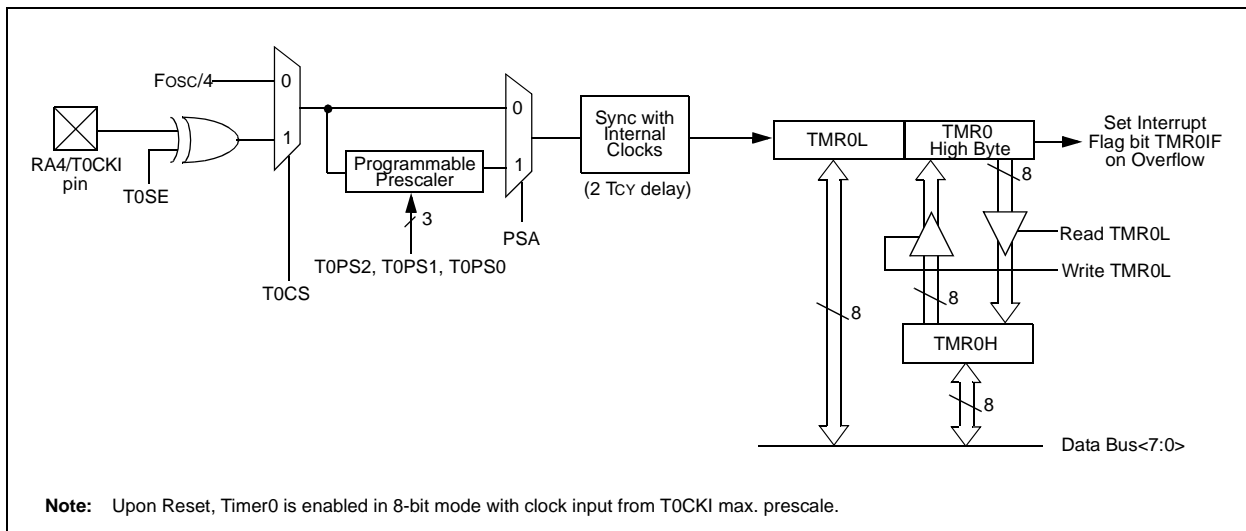 FOSC/4
0
1
RA4/T0CKI
pin
T0SE
T0CS
Programmable
Prescaler
3
T0PS2, T0PS1, T0PS0
0
1
PSA
Sync with
Internal
Clocks
(2 TCY delay)
TMR0L
TMR0
High Byte
Set Interrupt
Flag bit TMR0IF
on Overflow
8
Read TMR0L
Write TMR0L
8
8
TMR0H
8
Data Bus<7:0>
Note: Upon Reset, Timer0 is enabled in 8-bit mode with clock input from T0CKI max. prescale.